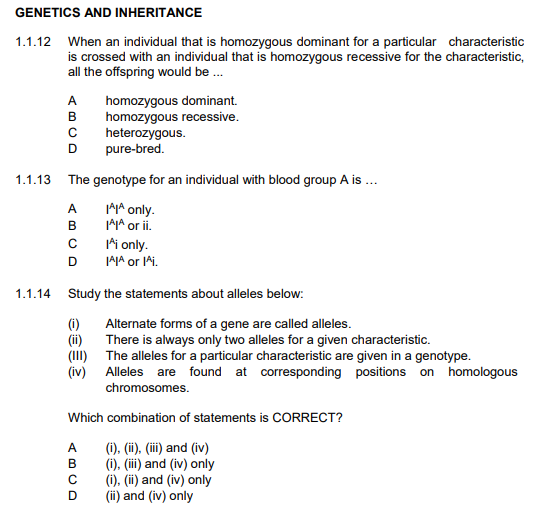 GENETICS AND INHERITANCE
1.1.12 When an individual that is homozygous dominant for a particular characteristic
is crossed with an individual that is homozygous recessive for the characteristic,
all the offspring would be ...
A homozygous dominant.
B homozygous recessive.
C heterozygous.
D pure-bred.
1.1.13 The genotype for an individual with blood group A is …
A IᴬIᴬ only.
B IᴬIᴬ or ii.
C Iᴬi only.
D IᴬIᴬ or Iᴬi.
1.1.14 Study the statements about alleles below:
(i) Alternate forms of a gene are called alleles.
(ii) There is always only two alleles for a given characteristic.
(III) The alleles for a particular characteristic are given in a genotype.
(iv) Alleles are found at corresponding positions on homologous
chromosomes.
Which combination of statements is CORRECT?
A (i), (ii), (iii) and (iv)
B (i), (iii) and (iv) only
C (i), (ii) and (iv) only
D (ii) and (iv) only